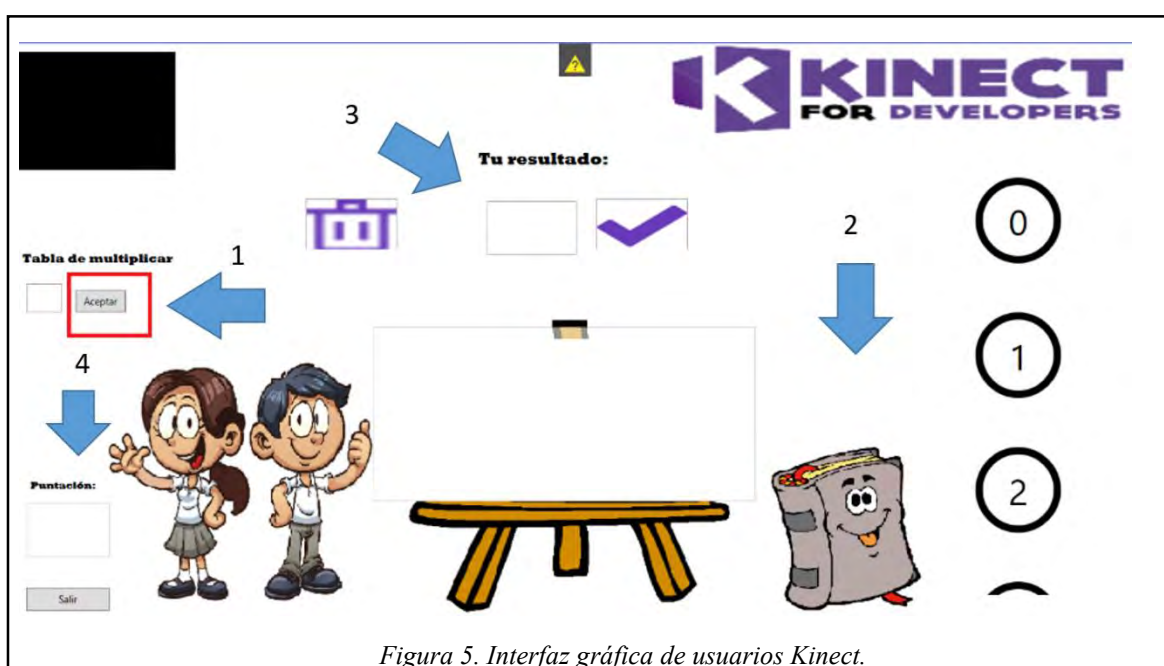 ?
KINECT
FOR DEVELOPERS
3
Tu resultado:
2
0
Tabla de multiplicar
1
Aceptar
1
4
Puntación:
2
Salir
Figura 5. Interfaz gráfica de usuarios Kinect.